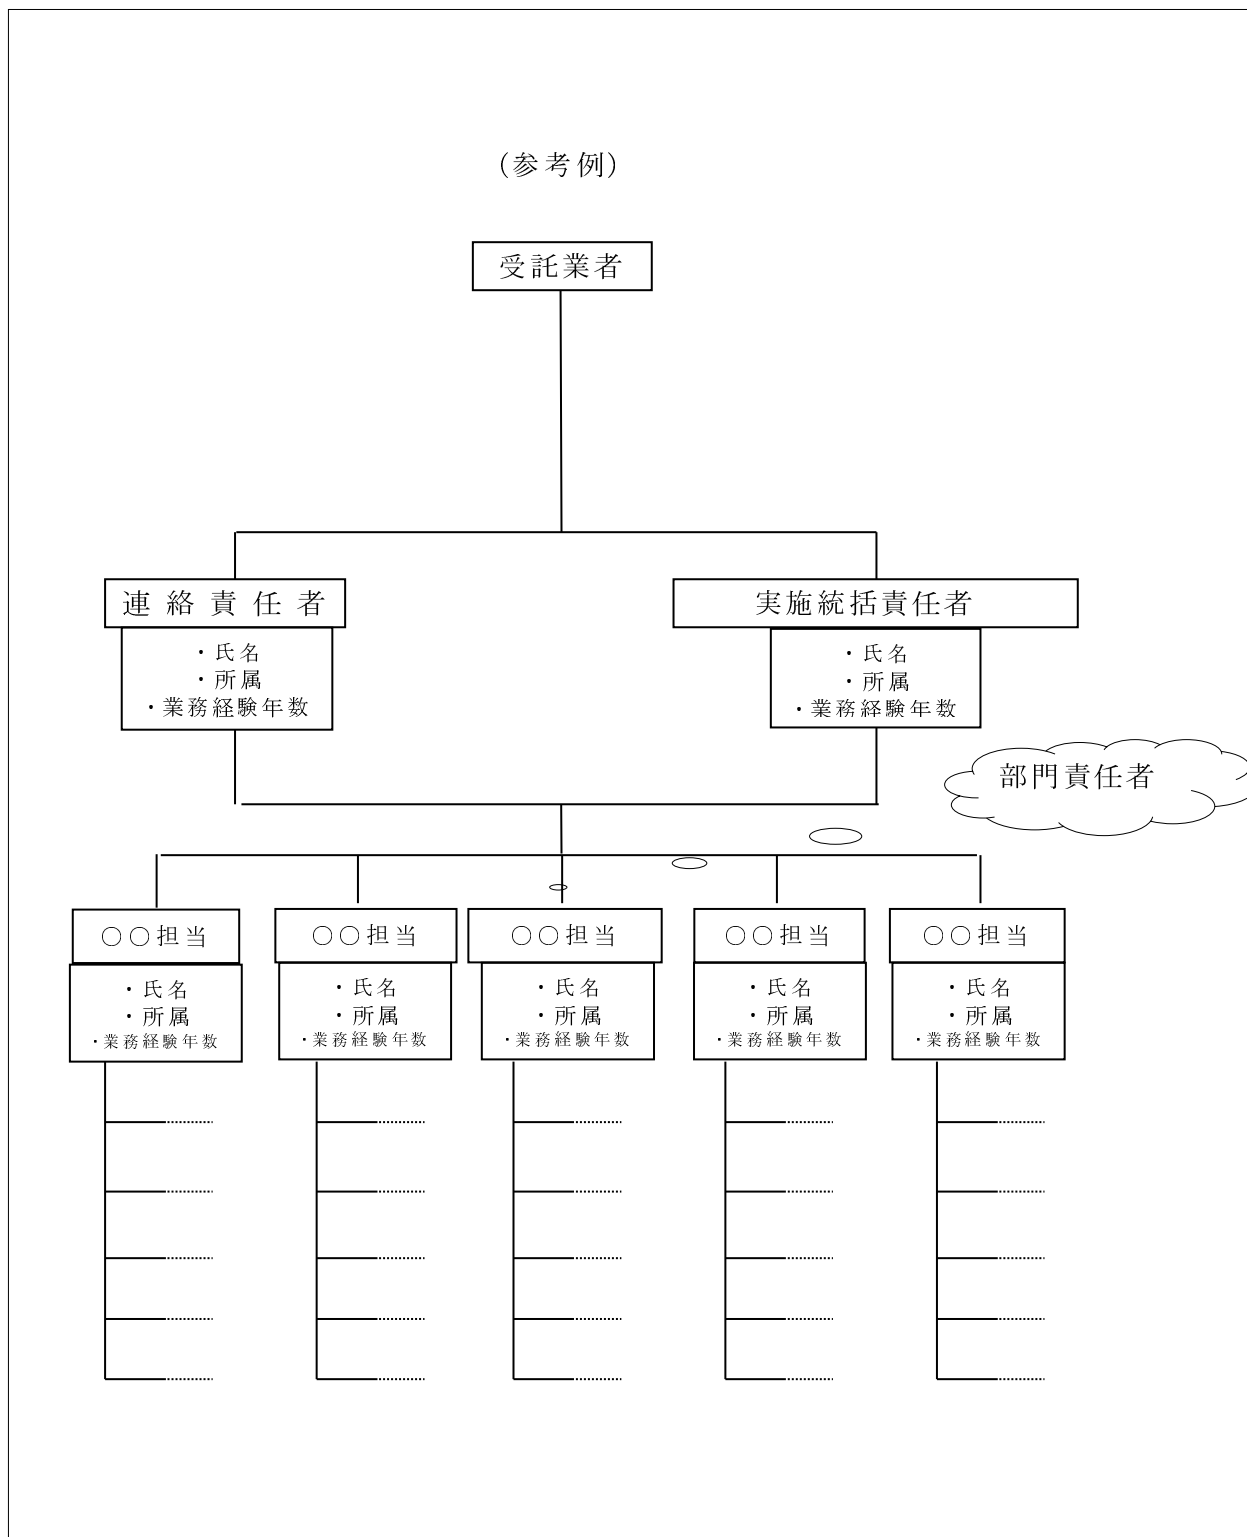 (参考例)
受託業者
連絡責任者
・氏名
・所属
・業務経験年数
実施統括責任者
・氏名
・所属
・業務経験年数
部門責任者
○○担当
・氏名
・所属
・業務経験年数
○○担当
・氏名
・所属
・業務経験年数
○○担当
・氏名
・所属
・業務経験年数
○○担当
・氏名
・所属
・業務経験年数
○○担当
・氏名
・所属
・業務経験年数